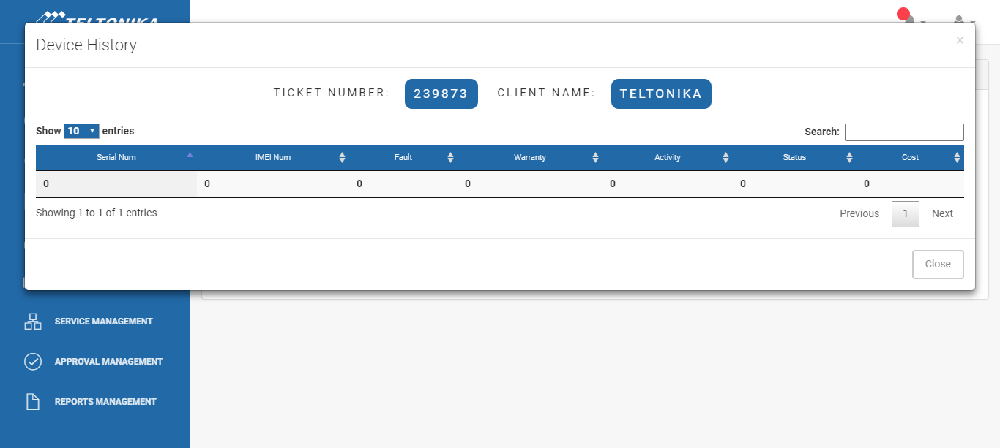 TELTONIKA
Device History
×
TICKET NUMBER: 239873 CLIENT NAME: TELTONIKA
Show 10 entries Search:
Serial Num IMEI Num Fault Warranty Activity Status Cost
0 0 0 0 0 0 0
Showing 1 to 1 of 1 entries Previous 1 Next
Close
SERVICE MANAGEMENT
APPROVAL MANAGEMENT
REPORTS MANAGEMENT